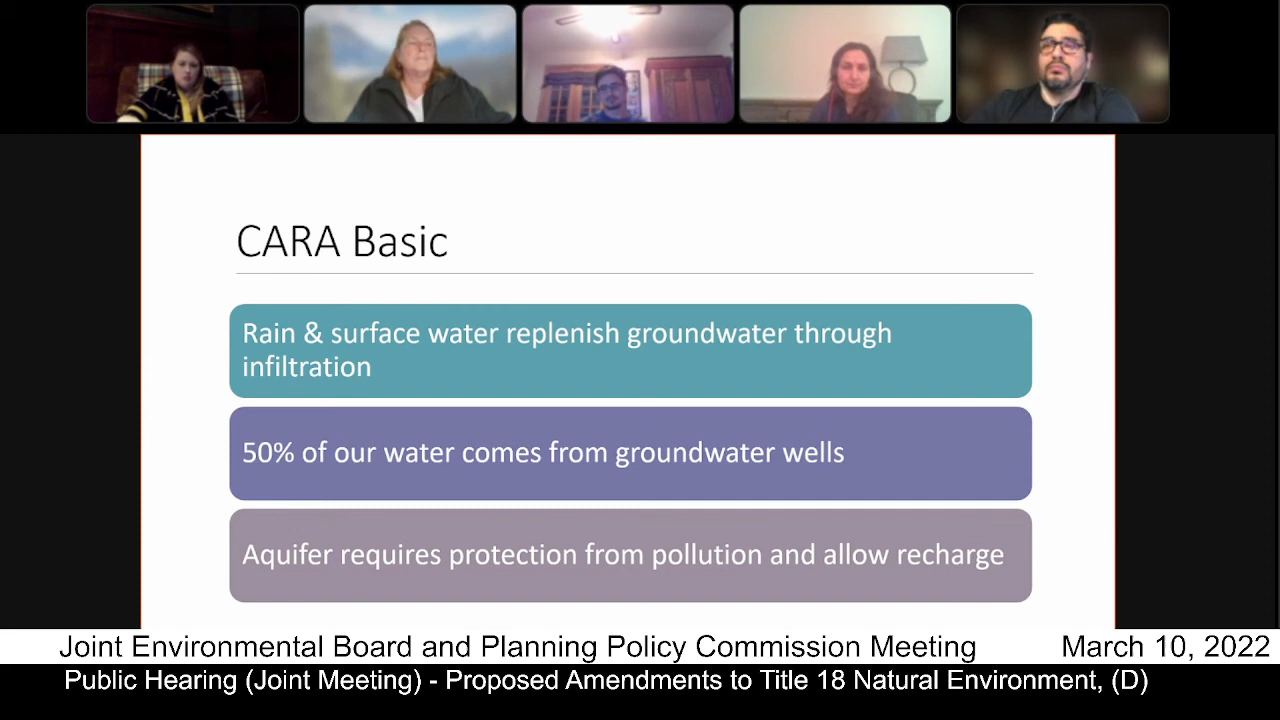 CARA Basic
Rain & surface water replenish groundwater through
infiltration
50% of our water comes from groundwater wells
Aquifer requires protection from pollution and allow recharge
Joint Environmental Board and Planning Policy Commission Meeting March 10, 2022
Public Hearing (Joint Meeting) - Proposed Amendments to Title 18 Natural Environment, (D)